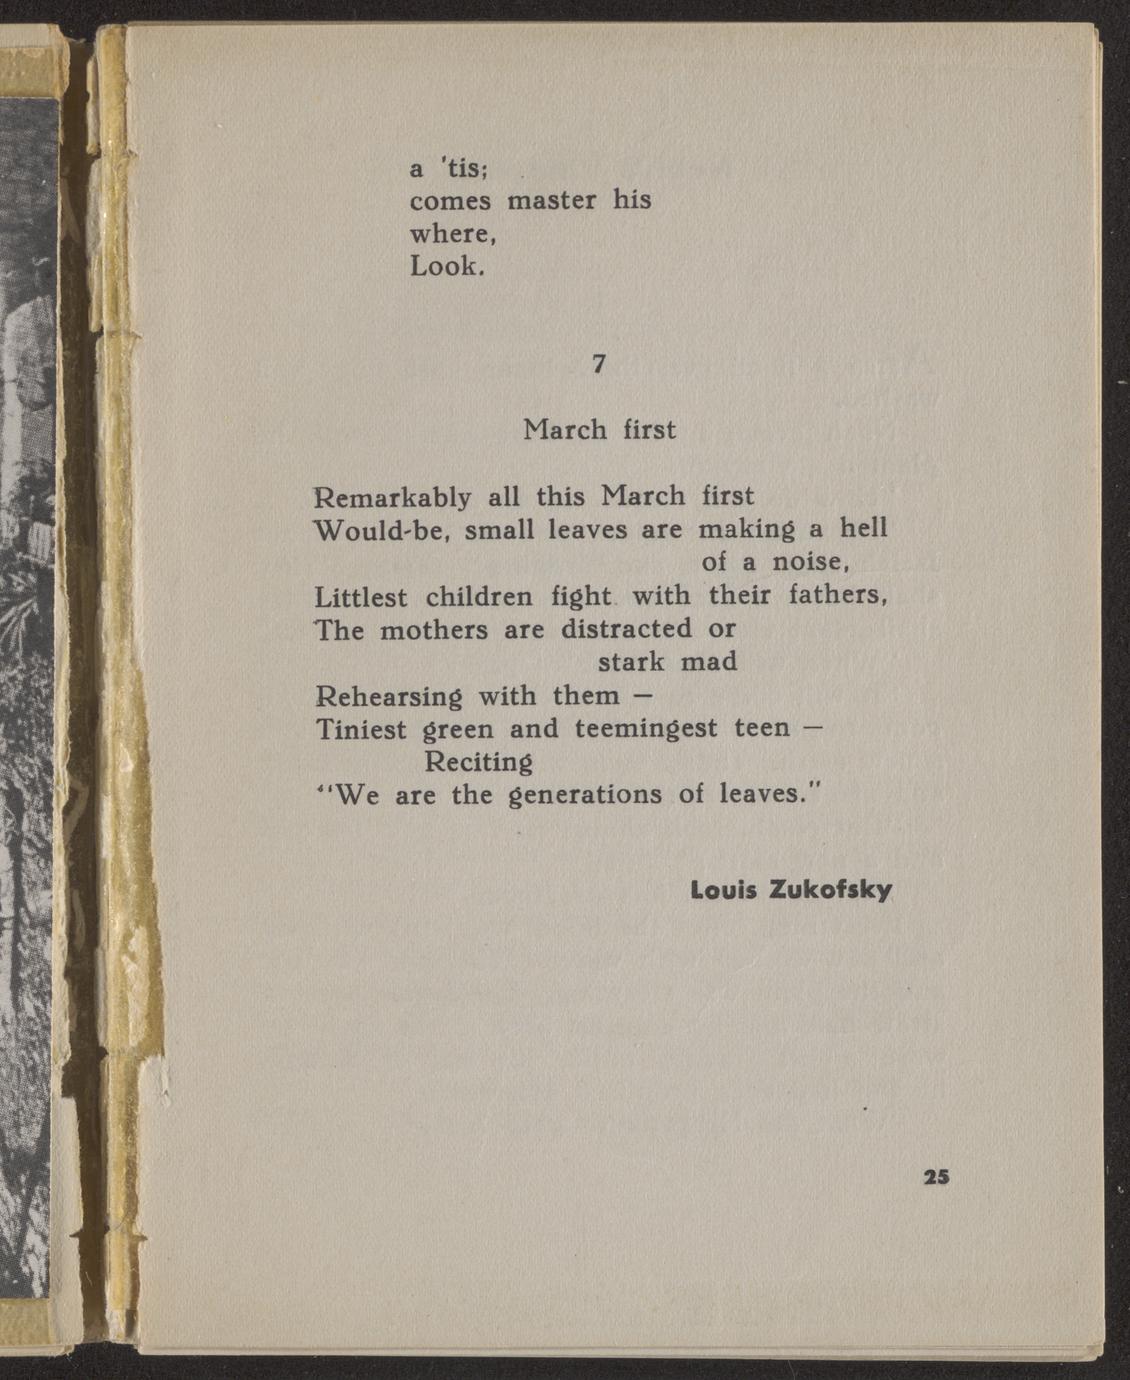 a 'tis;
comes master his
where,
Look.
7
March first
Remarkably all this March first
Would-be, small leaves are making a hell
of a noise,
Littlest children fight with their fathers,
The mothers are distracted or
stark mad
Rehearsing with them —
Tiniest green and teemingest teen —
Reciting
"We are the generations of leaves."
Louis Zukofsky
25